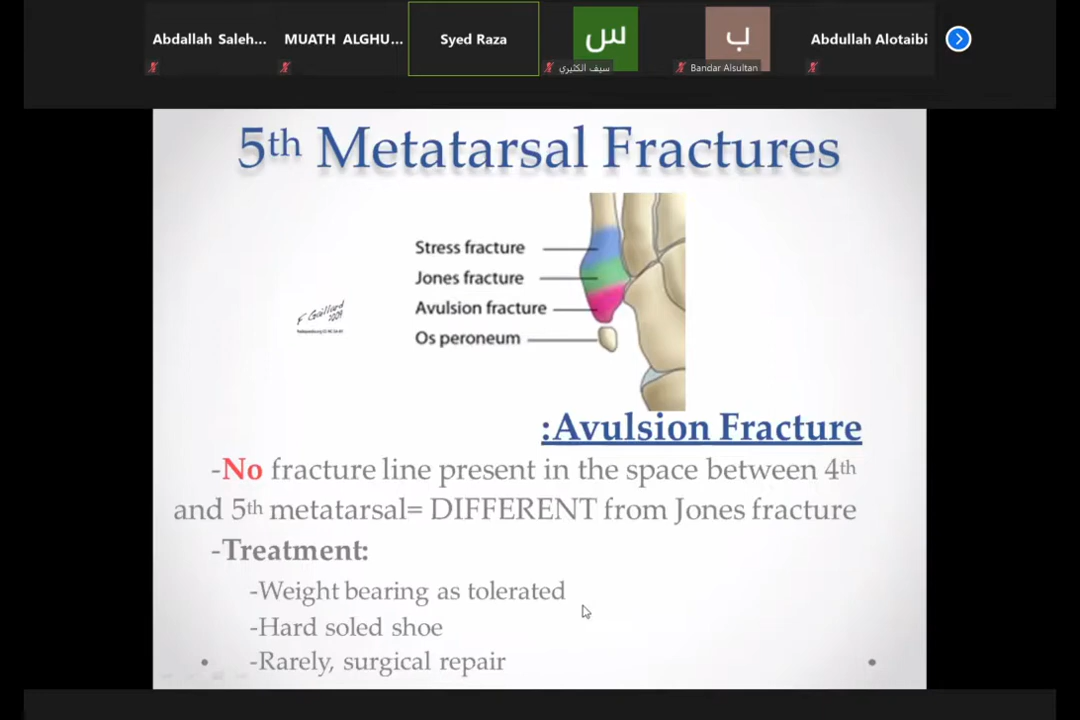 Abdallah Saleh...
MUATH ALGHU...
Syed Raza
س
سيف الكثيري
ب
Bandar Alsultan
Abdullah Alotaibi
5th Metatarsal Fractures
Stress fracture
Jones fracture
Avulsion fracture
Os peroneum
F Gaillard
2009
:Avulsion Fracture
-No fracture line present in the space between 4th
and 5th metatarsal= DIFFERENT from Jones fracture
-Treatment:
-Weight bearing as tolerated
-Hard soled shoe
-Rarely, surgical repair